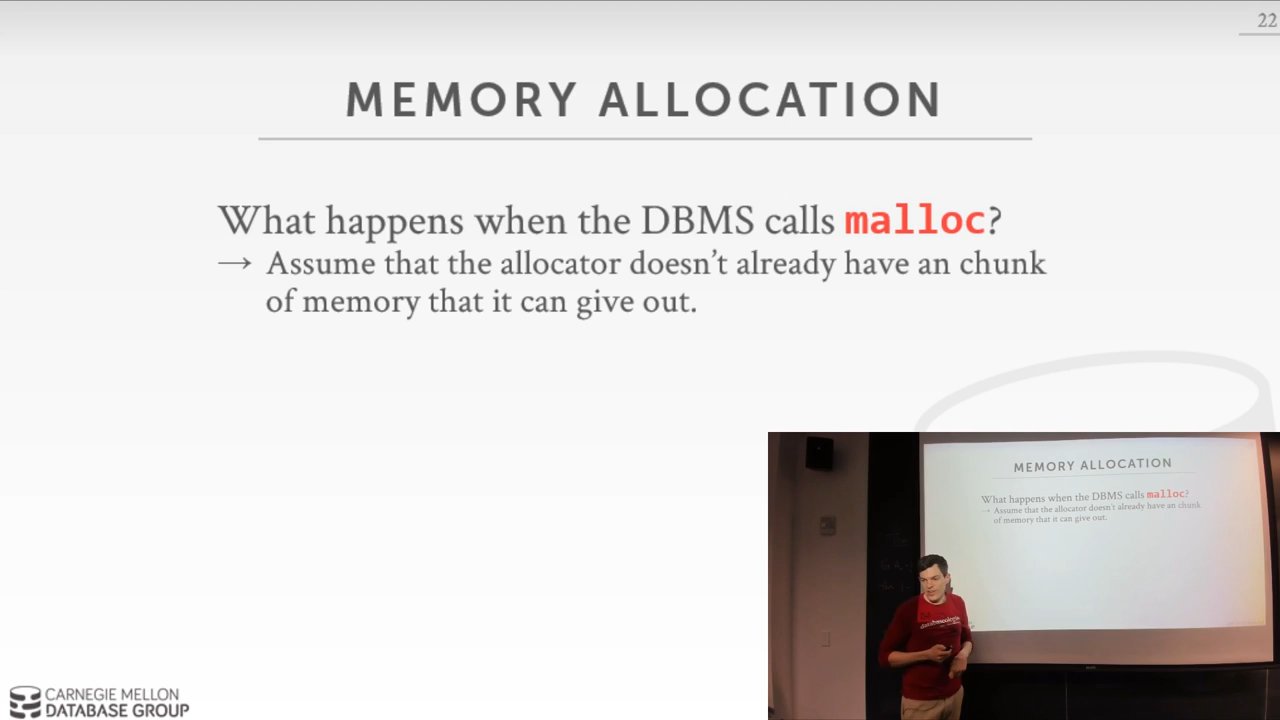 22
MEMORY ALLOCATION
What happens when the DBMS calls malloc?
→ Assume that the allocator doesn't already have an chunk
of memory that it can give out.
MEMORY ALLOCATION
What happens when the DBMS calls malloc?
→ Assume that the allocator doesn't already have an chunk
of memory that it can give out.
CARNEGIE MELLON
DATABASE GROUP